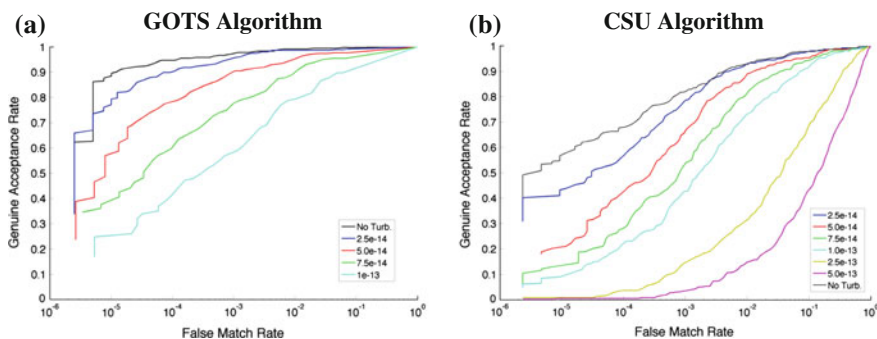 (a) GOTS Algorithm
1
0.9
0.8
0.7
0.6
0.5
0.4
0.3
0.2
0.1
0
Genuine Acceptance Rate
No Turb.
2.5e-14
5.0e-14
7.5e-14
1e-13
10^-6 10^-5 10^-4 10^-3 10^-2 10^-1 10^0
False Match Rate
(b) CSU Algorithm
1
0.9
0.8
0.7
0.6
0.5
0.4
0.3
0.2
0.1
0
Genuine Acceptance Rate
2.5e-14
5.0e-14
7.5e-14
1.0e-13
2.5e-13
5.0e-13
No Turb.
10^-6 10^-5 10^-4 10^-3 10^-2 10^-1 10^0
False Match Rate